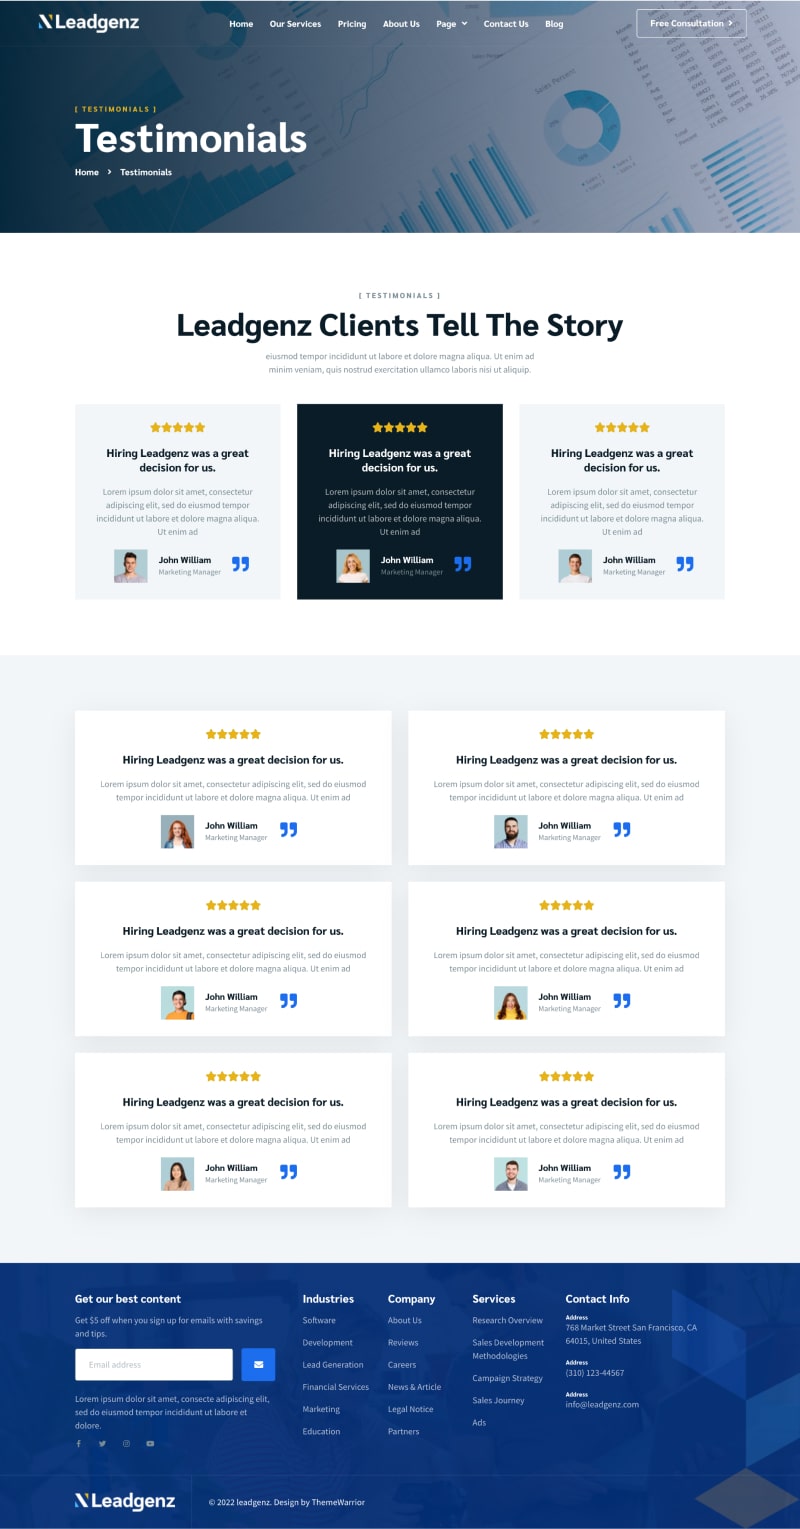 Leadgenz
Home Our Services Pricing About Us Page Contact Us Blog
Free Consultation
[ TESTIMONIALS ]
Testimonials
Home > Testimonials
[ TESTIMONIALS ]
Leadgenz Clients Tell The Story
eiusmod tempor incididunt ut labore et dolore magna aliqua. Ut enim ad
minim veniam, quis nostrud exercitation ullamco laboris nisi ut aliquip.
Hiring Leadgenz was a great
decision for us.
Lorem ipsum dolor sit amet, consectetur
adipiscing elit, sed do eiusmod tempor
incididunt ut labore et dolore magna aliqua.
Ut enim ad
John William
Marketing Manager
Hiring Leadgenz was a great
decision for us.
Lorem ipsum dolor sit amet, consectetur
adipiscing elit, sed do eiusmod tempor
incididunt ut labore et dolore magna aliqua.
Ut enim ad
John William
Marketing Manager
Hiring Leadgenz was a great
decision for us.
Lorem ipsum dolor sit amet, consectetur
adipiscing elit, sed do eiusmod tempor
incididunt ut labore et dolore magna aliqua.
Ut enim ad
John William
Marketing Manager
Hiring Leadgenz was a great decision for us.
Lorem ipsum dolor sit amet, consectetur adipiscing elit, sed do eiusmod
tempor incididunt ut labore et dolore magna aliqua. Ut enim ad
John William
Marketing Manager
Hiring Leadgenz was a great decision for us.
Lorem ipsum dolor sit amet, consectetur adipiscing elit, sed do eiusmod
tempor incididunt ut labore et dolore magna aliqua. Ut enim ad
John William
Marketing Manager
Hiring Leadgenz was a great decision for us.
Lorem ipsum dolor sit amet, consectetur adipiscing elit, sed do eiusmod
tempor incididunt ut labore et dolore magna aliqua. Ut enim ad
John William
Marketing Manager
Hiring Leadgenz was a great decision for us.
Lorem ipsum dolor sit amet, consectetur adipiscing elit, sed do eiusmod
tempor incididunt ut labore et dolore magna aliqua. Ut enim ad
John William
Marketing Manager
Hiring Leadgenz was a great decision for us.
Lorem ipsum dolor sit amet, consectetur adipiscing elit, sed do eiusmod
tempor incididunt ut labore et dolore magna aliqua. Ut enim ad
John William
Marketing Manager
Hiring Leadgenz was a great decision for us.
Lorem ipsum dolor sit amet, consectetur adipiscing elit, sed do eiusmod
tempor incididunt ut labore et dolore magna aliqua. Ut enim ad
John William
Marketing Manager
Get our best content
Get $5 off when you sign up for emails with savings
and tips.
Email address
Lorem ipsum dolor sit amet, consecte adipiscing elit,
sed do eiusmod tempor incididunt ut labore et
dolore.
Industries
Software
Development
Lead Generation
Financial Services
Marketing
Education
Company
About Us
Reviews
Careers
News & Article
Legal Notice
Partners
Services
Research Overview
Sales Development
Methodologies
Campaign Strategy
Sales Journey
Ads
Contact Info
Address
768 Market Street San Francisco, CA
64015, United States
Address
(310) 123-44567
Address
info@leadgenz.com
Leadgenz
© 2022 leadgenz. Design by ThemeWarrior